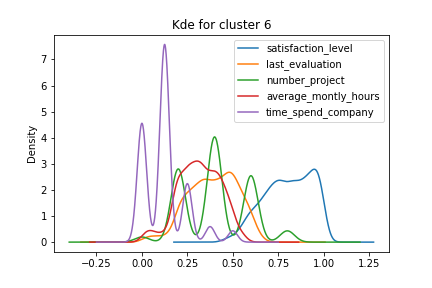 Kde for cluster 6
satisfaction_level
last_evaluation
number_project
average_montly_hours
time_spend_company
Density
7
6
5
4
3
2
1
0
−0.25
0.00
0.25
0.50
0.75
1.00
1.25